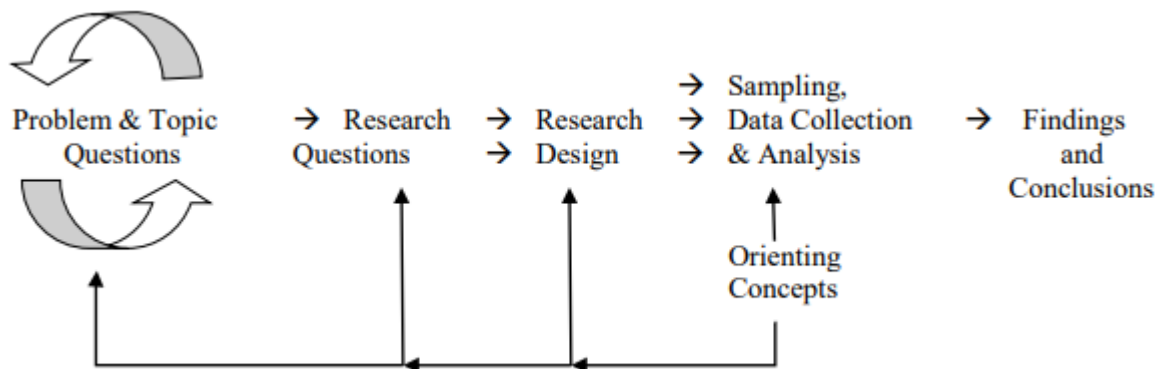 Problem & Topic
Questions
→ Research
Questions
→ Research
→ Design
→ Sampling,
→ Data Collection
→ & Analysis
→ Findings
and
Conclusions
Orienting
Concepts